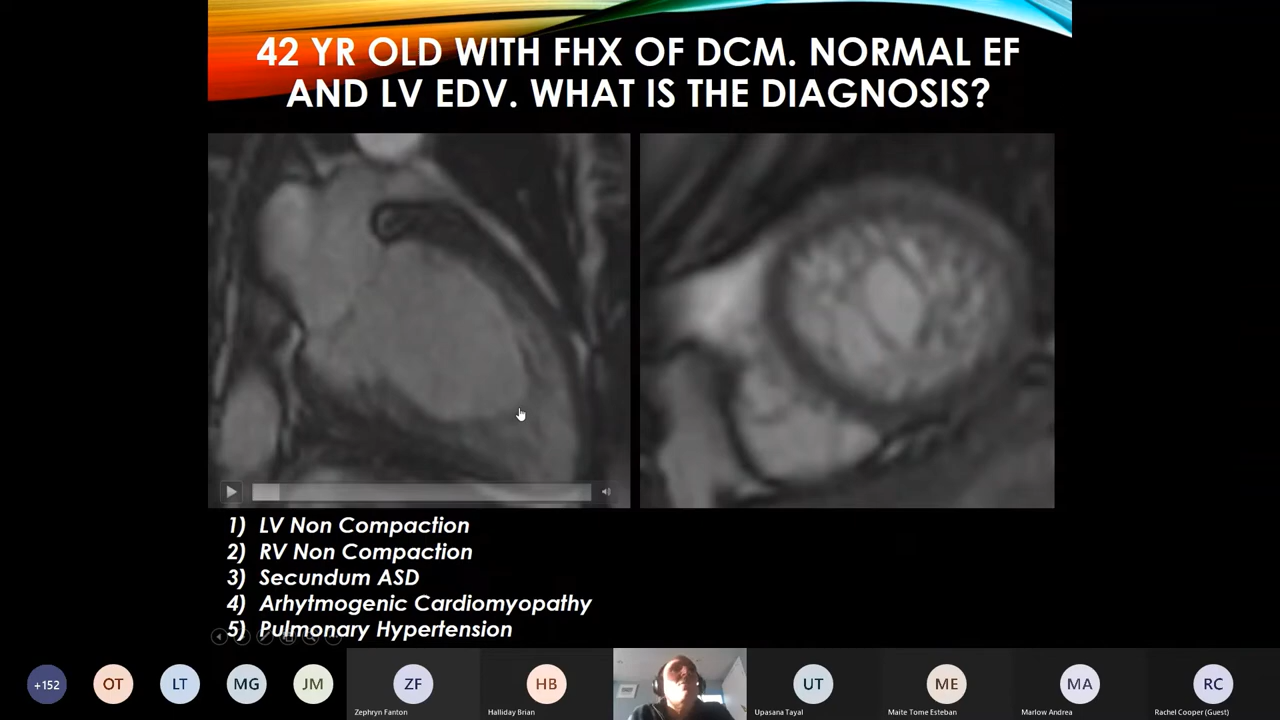 42 YR OLD WITH FHX OF DCM. NORMAL EF
AND LV EDV. WHAT IS THE DIAGNOSIS?
1) LV Non Compaction
2) RV Non Compaction
3) Secundum ASD
4) Arhytmogenic Cardiomyopathy
5) Pulmonary Hypertension
+152
OT
LT
MG
JM
ZF
Zephryn Fanton
HB
Halliday Brian
UT
Upasana Tayal
ME
Maite Tome Esteban
MA
Marlow Andrea
RC
Rachel Cooper (Guest)